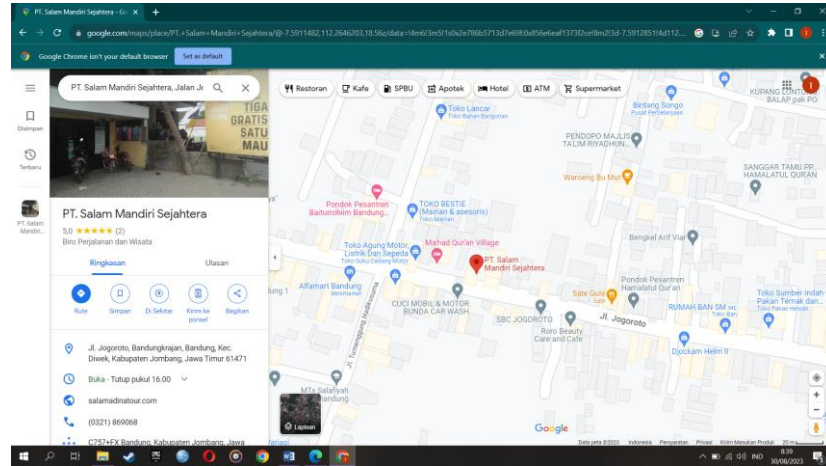 PT. Salam Mandiri Sejahtera - Go
google.com/maps/place/PT.+Salam+Mandiri+Sejahtera/@-7.5911482,112.2646203,18.56z/data=
Google Chrome isn't your default browser
Set as default
PT. Salam Mandiri Sejahtera, Jalan Jc
Restoran
Kafe
SPBU
Apotek
Hotel
ATM
Supermarket
Disimpan
Terbaru
PT Salam
Mandiri...
TIGA
GRATIS
SATU
MAU
PT. Salam Mandiri Sejahtera
5,0
(2)
Biro Perjalanan dan Wisata
Ringkasan
Ulasan
Rute
Simpan
Di Sekitar
Kirim ke
ponsel
Bagikan
Jl. Jogoroto, Bandungkrajan, Bandung, Kec.
Diwek, Kabupaten Jombang, Jawa Timur 61471
Buka - Tutup pukul 16.00
salamadinatour.com
(0321) 869068
C757+FX Bandung, Kabupaten Jombang, Jawa
Toko Lancar
Toko Bahan Bangunan
Bintang Songo
Pusat Perbelanjaan
KUPANG LONTONG
BALAP pak PO
PENDOPO MAJLIS
TA'LIM RIYADHUN...
Waroeng Bu Mut
SANGGAR TAMU PP.
HAMALATUL QUR'AN
Pondok Pesantren
Baiturrohiim Bandung...
TOKO BESTIE
(Mainan & asesoris)
Toko Mainan
Toko Agung Motor,
Listrik Dan Sepeda
Toko Suku Cadang Motor
Mahad Qur'an Village
PT. Salam
Mandiri Sejahtera
Bengkel Arif Viar
Alfamart Bandung
Minimarket
CUCI MOBIL & MOTOR
BUNDA CAR WASH
Pondok Pesantren
Hamalatul Qur'an
Sate Gule
SBC JOGOROTO
Jl. Jogoroto
RUMAH BAN SM MC
Toko Ban
Toko Sumber Indah
Pakan Ternak dan...
Toko Pakan Hewan
Roro Beauty
Care and Cafe
Djockam Helm II
MTs Salafiyah
Bandung
Lapisan
Google
Data peta ©2023
Indonesia
Persyaratan
Privasi
Kirim Masukan Produk
20 m
IND
8:39
30/08/2023